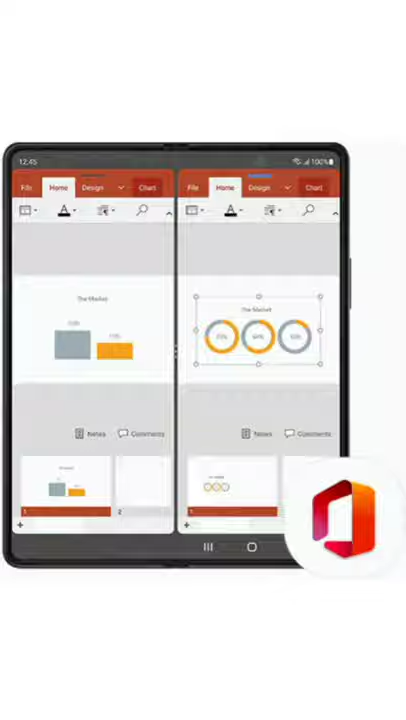 12:45
100%
File Home Design Chart
File Home Design Chart
A
A
The Market
The Market
Notes Comments
Notes Comments
1
2
1
+
+